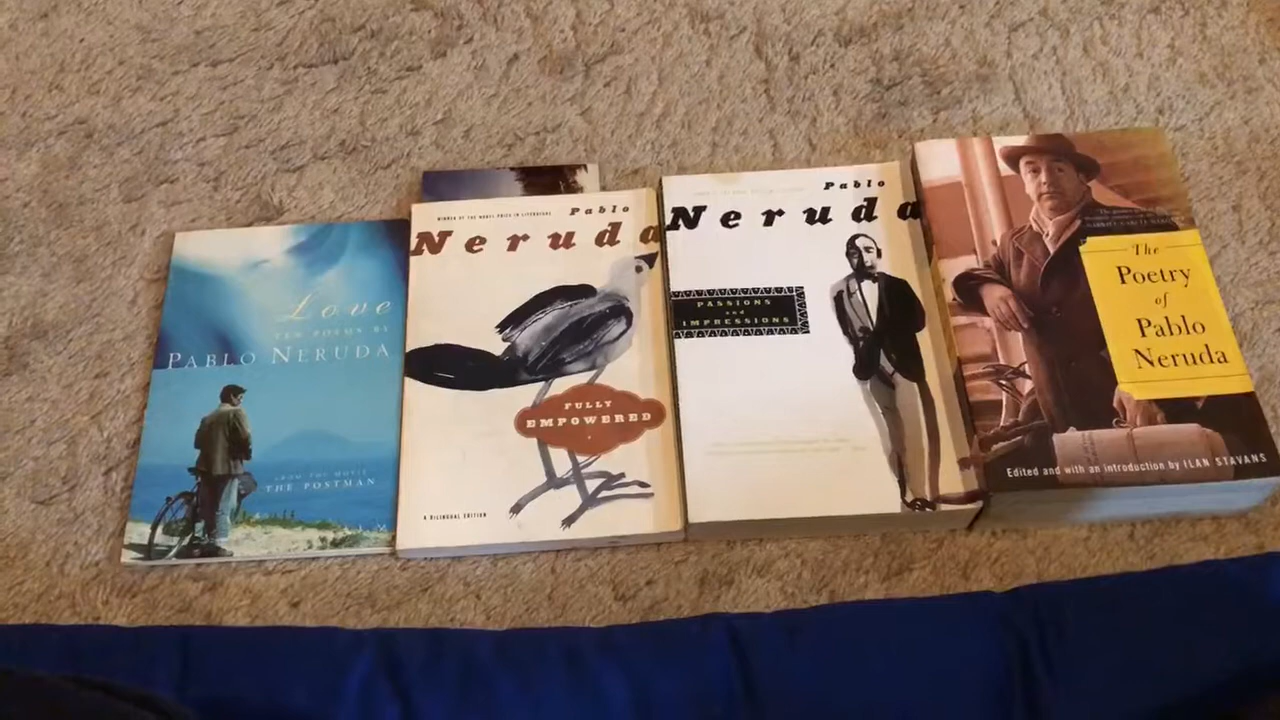 Love
TEN POEMS BY
PABLO NERUDA
FROM THE MOVIE
THE POSTMAN
WINNER OF THE NOBEL PRIZE IN LITERATURE
Pablo
Neruda
FULLY
EMPOWERED
A BILINGUAL EDITION
Pablo
Neruda
PASSIONS
and
IMPRESSIONS
The
Poetry
of
Pablo
Neruda
Edited and with an introduction by ILAN STAVANS